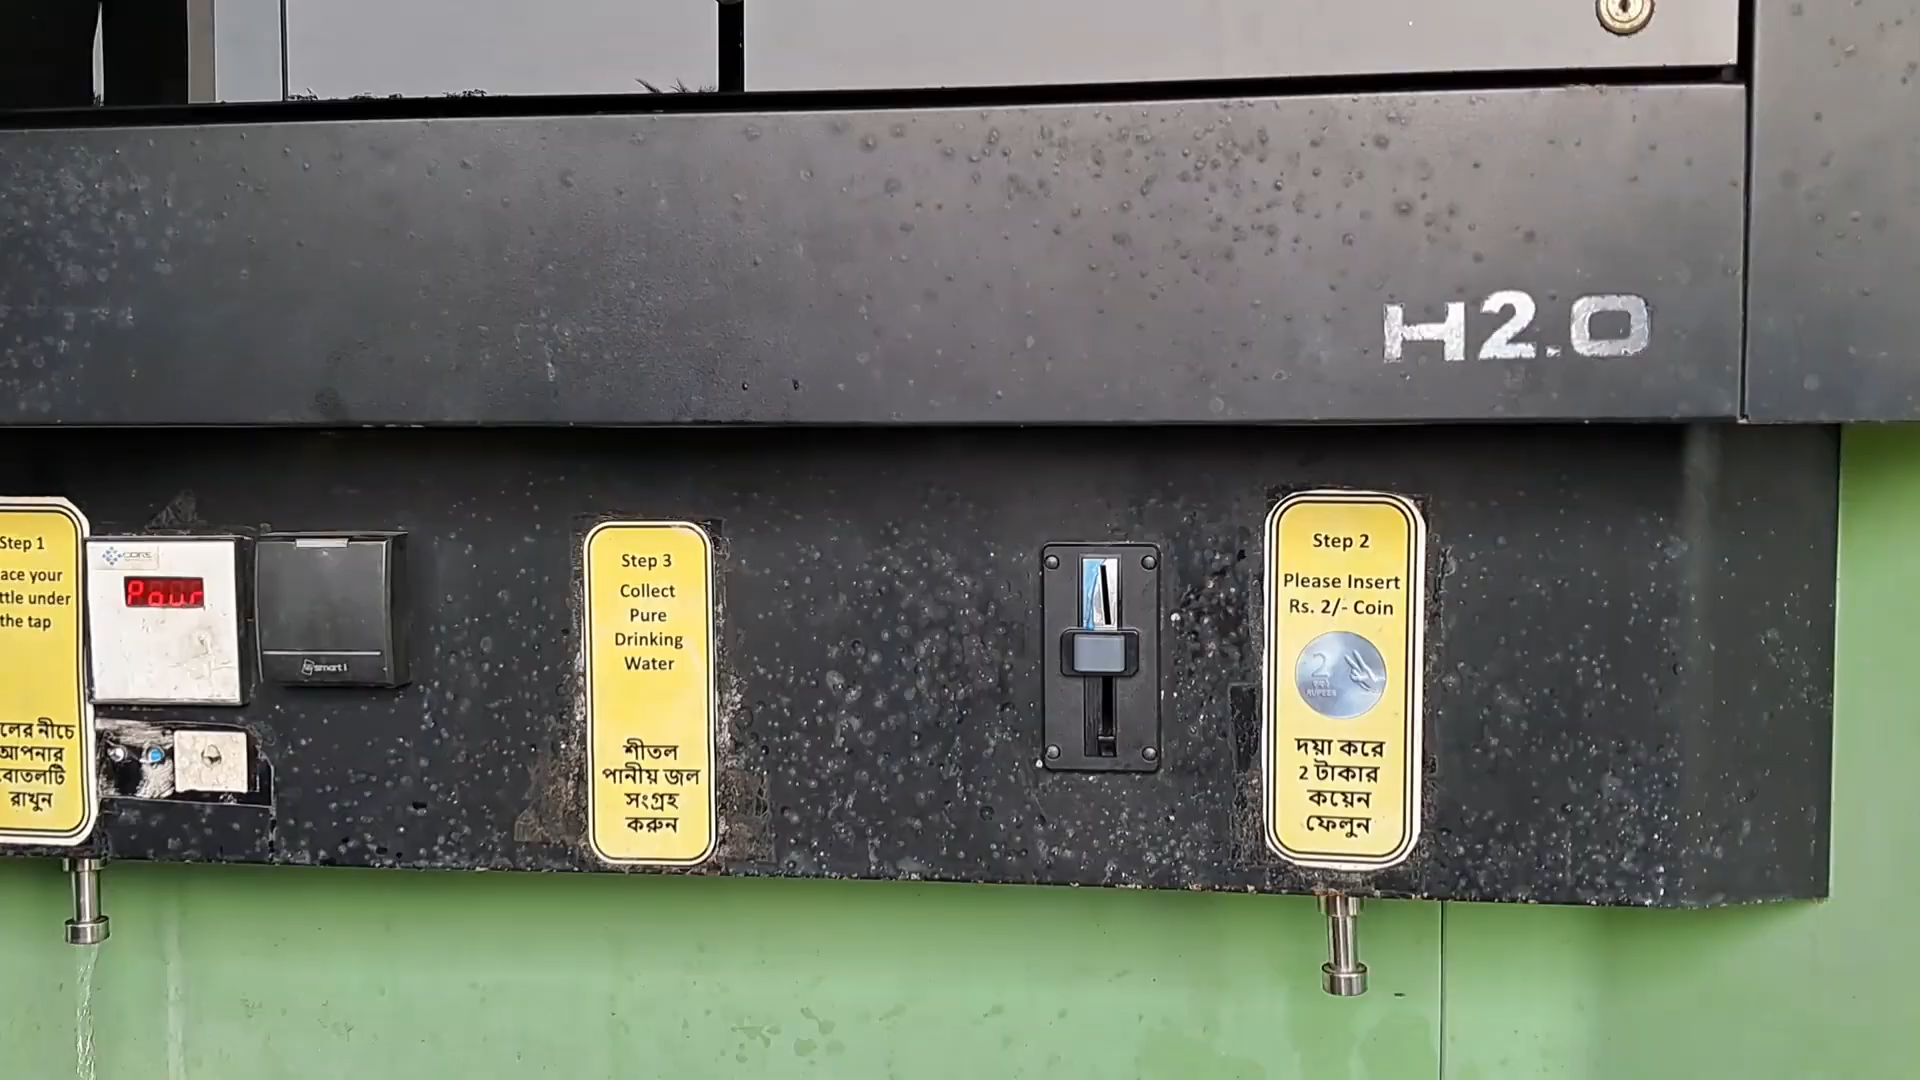 H2.O
Step 1
ace your
ttle under
the tap
লের নীচে
আপনার
বোতলটি
রাখুন
Pour
smart i
Step 3
Collect
Pure
Drinking
Water
শীতল
পানীয় জল
সংগ্রহ
করুন
Step 2
Please Insert
Rs. 2/- Coin
2
RUPEES
দয়া করে
2 টাকার
কয়েন
ফেলুন